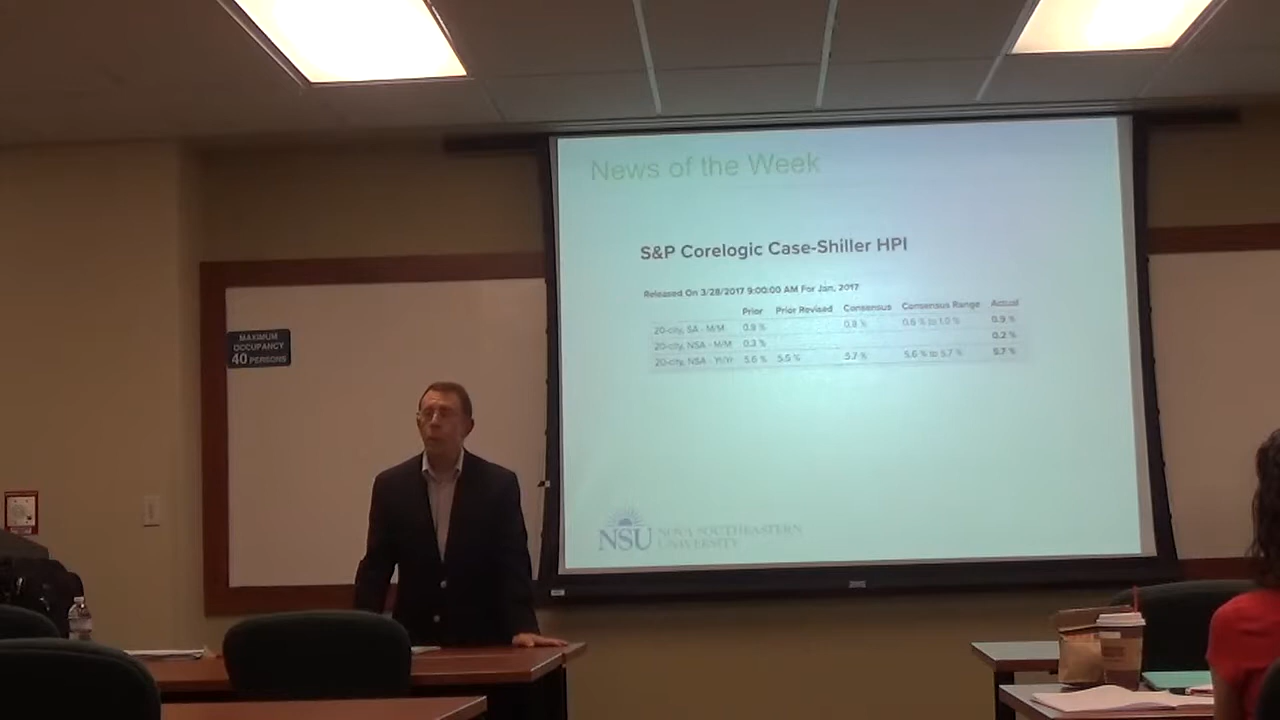 News of the Week
S&P Corelogic Case-Shiller HPI
Released On 3/28/2017 9:00:00 AM For Jan, 2017
Prior Prior Revised Consensus Consensus Range Actual
20-city, SA - M/M 0.9 % 0.8 % 0.6 % to 1.0 % 0.9 %
20-city, NSA - M/M 0.3 % 0.2 %
20-city, NSA - Yr/Yr 5.6 % 5.5 % 5.7 % 5.6 % to 5.7 % 5.7 %
MAXIMUM
OCCUPANCY
40 PERSONS
NSU NOVA SOUTHEASTERN
UNIVERSITY